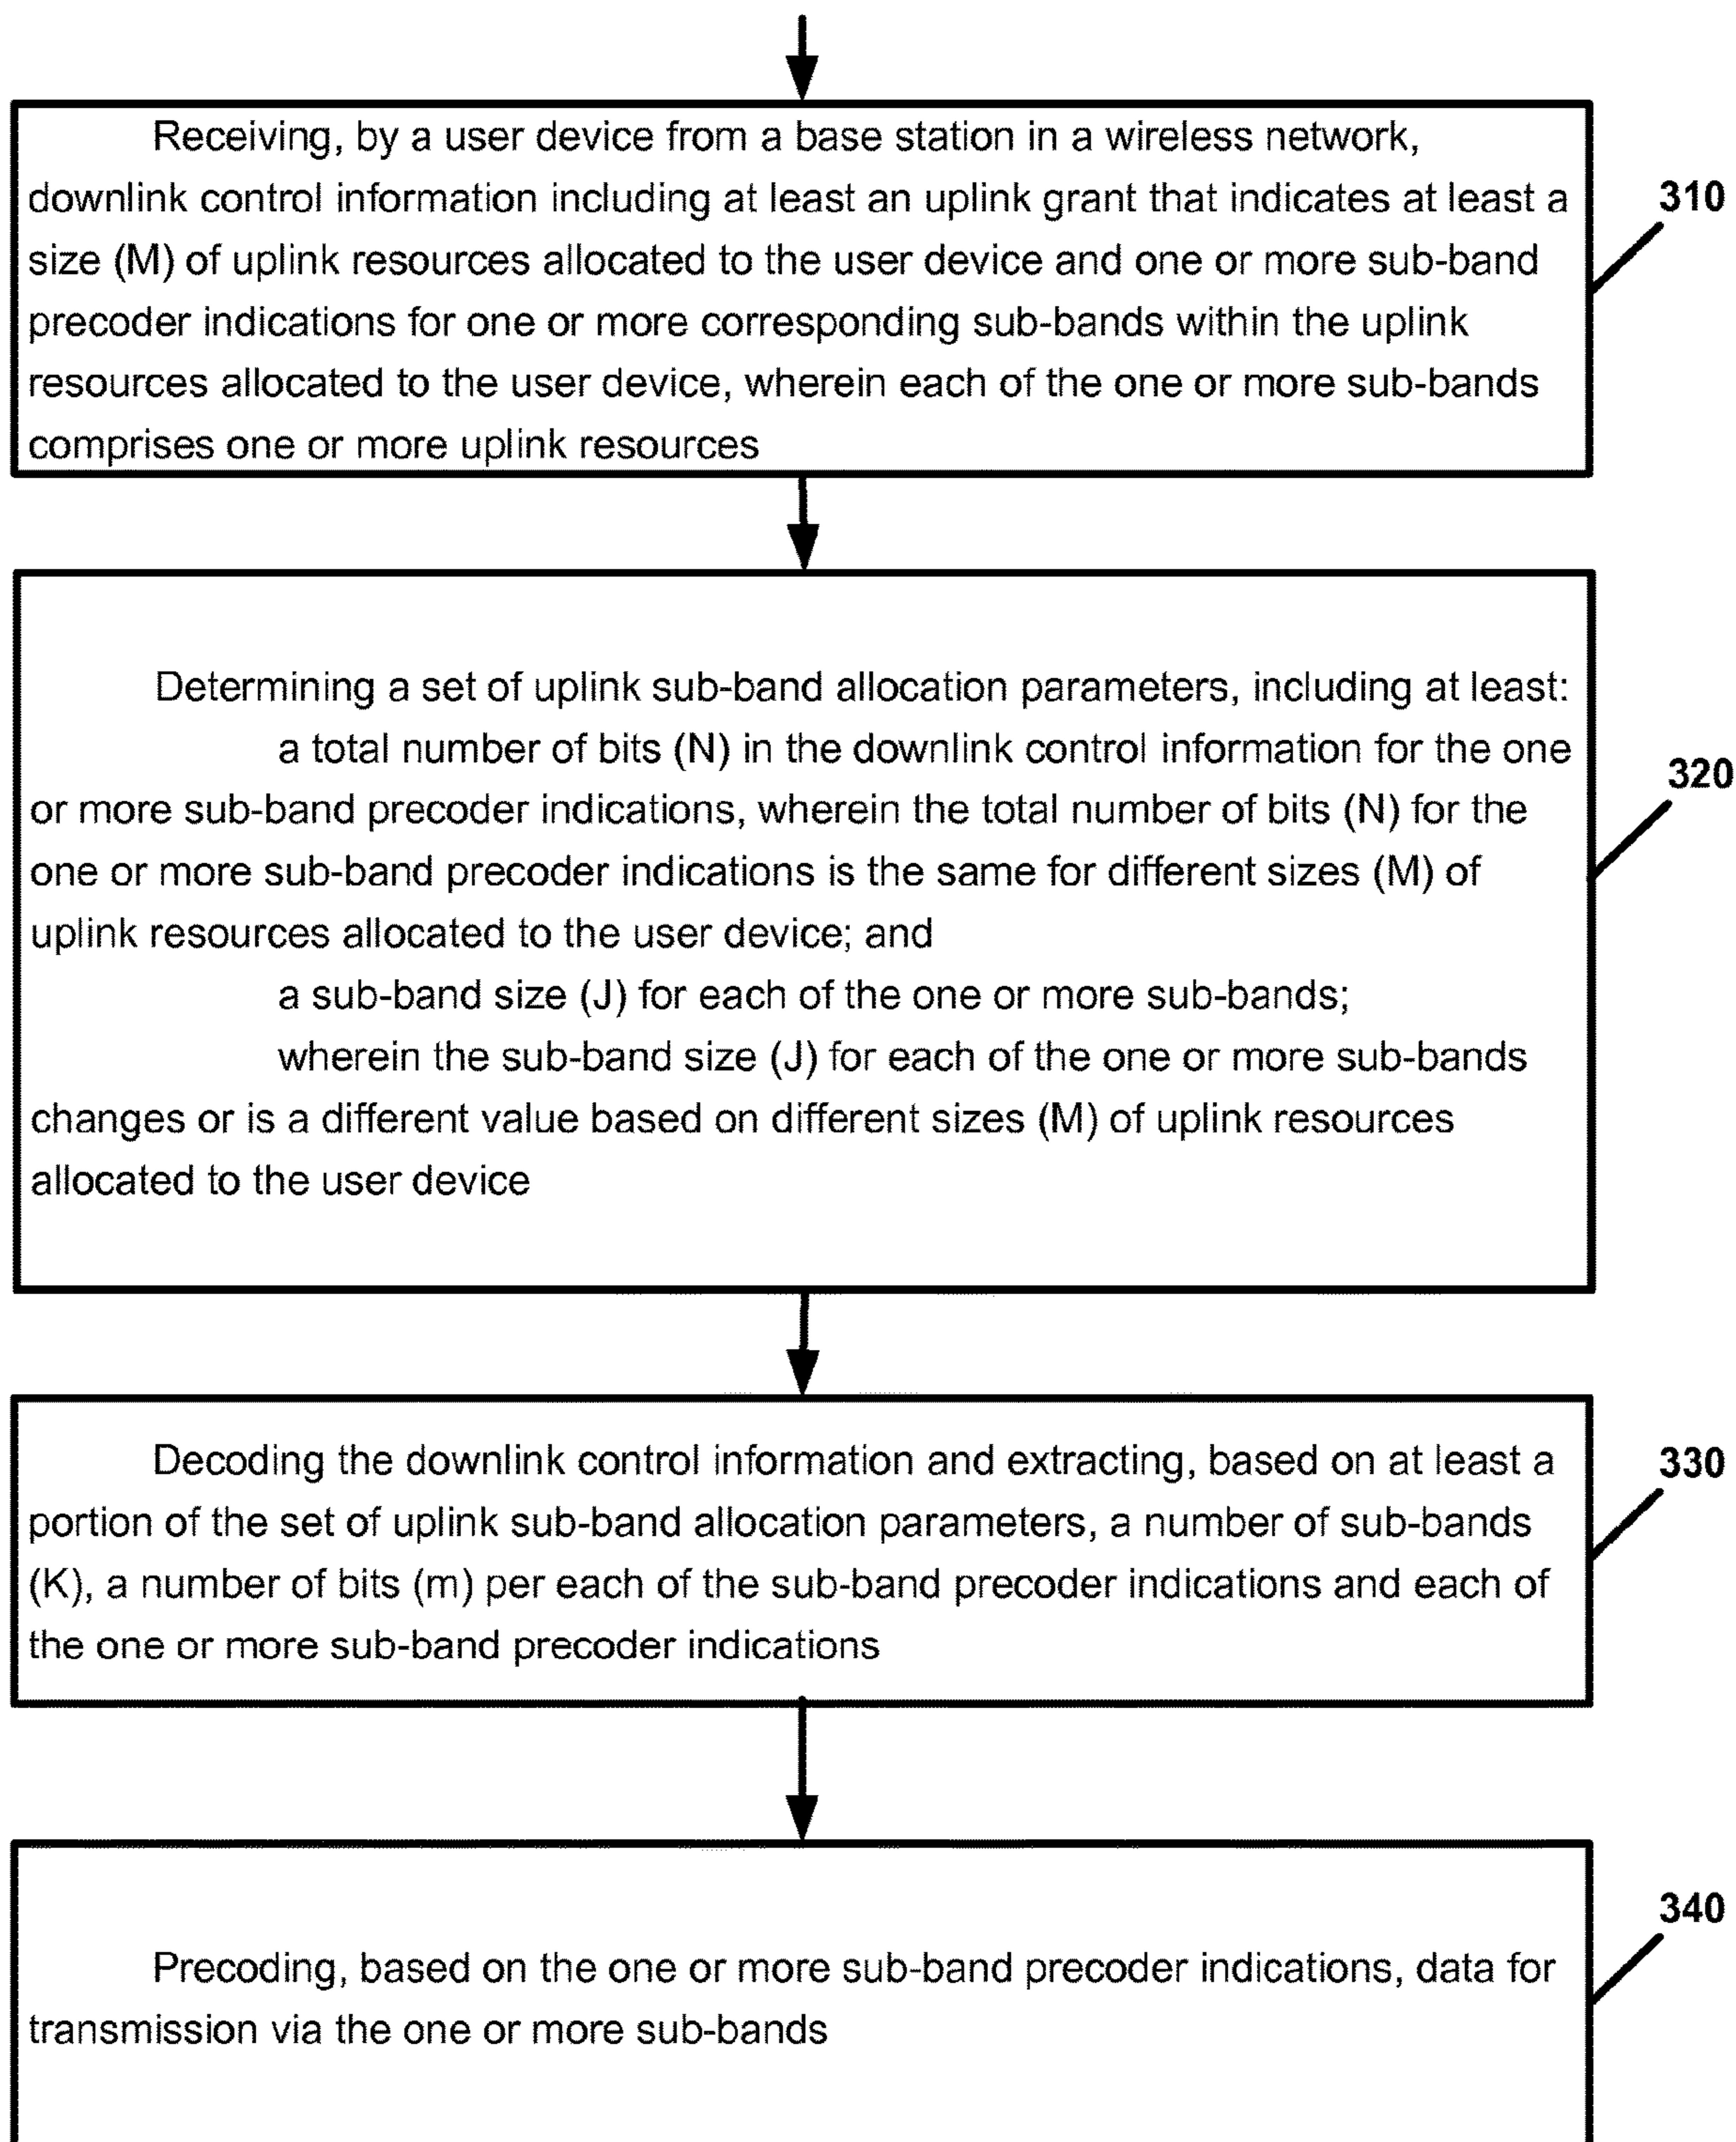 Receiving, by a user device from a base station in a wireless network,
downlink control information including at least an uplink grant that indicates at least a
size (M) of uplink resources allocated to the user device and one or more sub-band
precoder indications for one or more corresponding sub-bands within the uplink
resources allocated to the user device, wherein each of the one or more sub-bands
comprises one or more uplink resources
310
Determining a set of uplink sub-band allocation parameters, including at least:
a total number of bits (N) in the downlink control information for the one
or more sub-band precoder indications, wherein the total number of bits (N) for the
one or more sub-band precoder indications is the same for different sizes (M) of
uplink resources allocated to the user device; and
a sub-band size (J) for each of the one or more sub-bands;
wherein the sub-band size (J) for each of the one or more sub-bands
changes or is a different value based on different sizes (M) of uplink resources
allocated to the user device
320
Decoding the downlink control information and extracting, based on at least a
portion of the set of uplink sub-band allocation parameters, a number of sub-bands
(K), a number of bits (m) per each of the sub-band precoder indications and each of
the one or more sub-band precoder indications
330
Precoding, based on the one or more sub-band precoder indications, data for
transmission via the one or more sub-bands
340